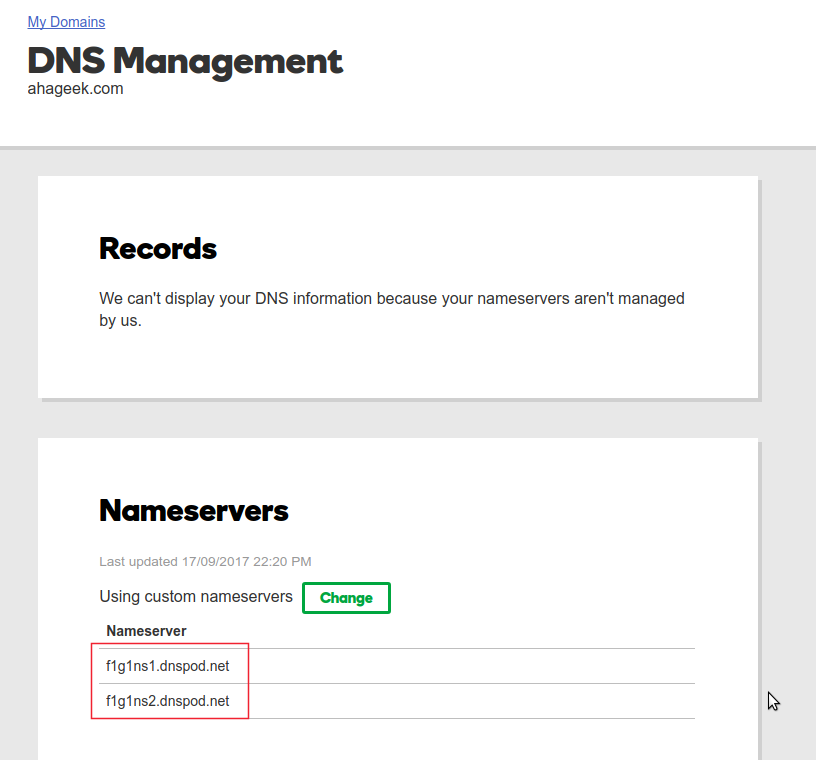 My Domains
DNS Management
ahageek.com
Records
We can't display your DNS information because your nameservers aren't managed
by us.
Nameservers
Last updated 17/09/2017 22:20 PM
Using custom nameservers Change
Nameserver
f1g1ns1.dnspod.net
f1g1ns2.dnspod.net